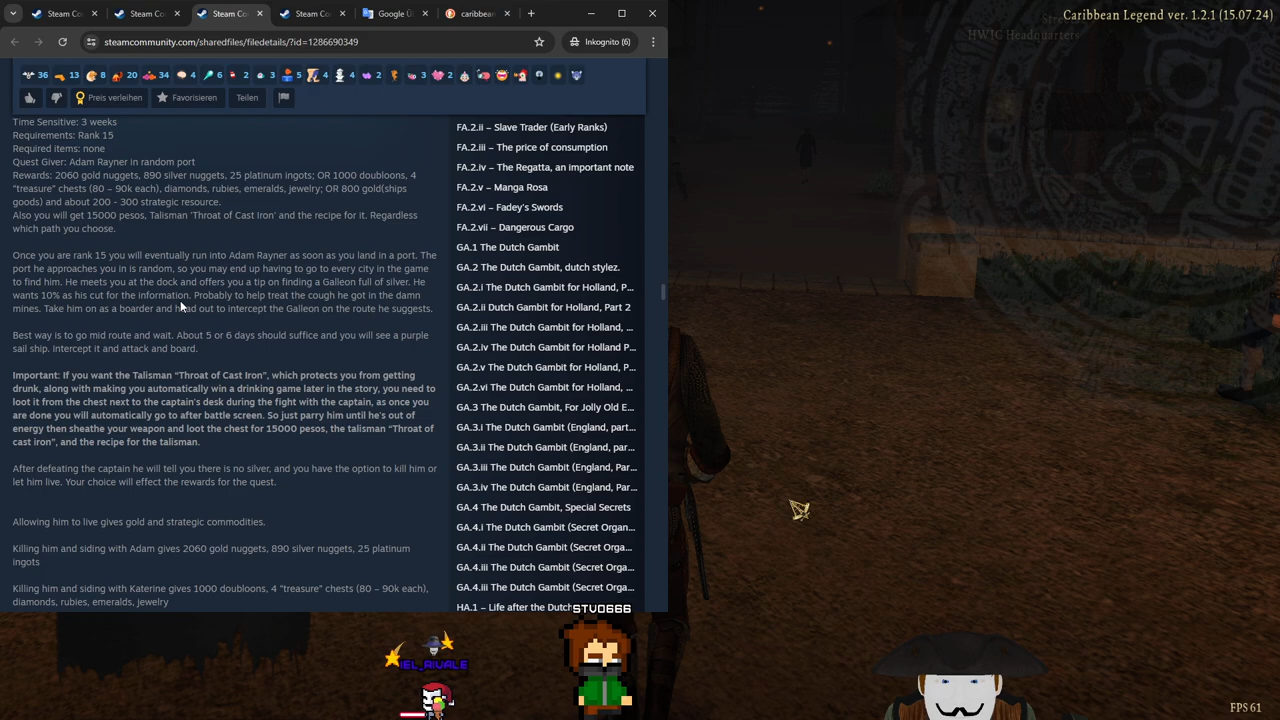 Steam Co
Steam Co
Steam Co
Steam Co
Google Ü
caribbean
steamcommunity.com/sharedfiles/filedetails/?id=1286690349
Inkognito (6)
36 13 8 20 34 4 6 2 3 5 4 4 2 3 2
Preis verleihen
Favorisieren
Teilen
Time Sensitive: 3 weeks
Requirements: Rank 15
Required items: none
Quest Giver: Adam Rayner in random port
Rewards: 2060 gold nuggets, 890 silver nuggets, 25 platinum ingots; OR 1000 doubloons, 4
"treasure" chests (80 – 90k each), diamonds, rubies, emeralds, jewelry; OR 800 gold(ships
goods) and about 200 - 300 strategic resource.
Also you will get 15000 pesos, Talisman 'Throat of Cast Iron' and the recipe for it. Regardless
which path you choose.
Once you are rank 15 you will eventually run into Adam Rayner as soon as you land in a port. The
port he approaches you in is random, so you may end up having to go to every city in the game
to find him. He meets you at the dock and offers you a tip on finding a Galleon full of silver. He
wants 10% as his cut for the information. Probably to help treat the cough he got in the damn
mines. Take him on as a boarder and head out to intercept the Galleon on the route he suggests.
Best way is to go mid route and wait. About 5 or 6 days should suffice and you will see a purple
sail ship. Intercept it and attack and board.
Important: If you want the Talisman “Throat of Cast Iron”, which protects you from getting
drunk, along with making you automatically win a drinking game later in the story, you need to
loot it from the chest next to the captain's desk during the fight with the captain, as once you
are done you will automatically go to after battle screen. So just parry him until he's out of
energy then sheathe your weapon and loot the chest for 15000 pesos, the talisman “Throat of
cast iron”, and the recipe for the talisman.
After defeating the captain he will tell you there is no silver, and you have the option to kill him or
let him live. Your choice will effect the rewards for the quest.
Allowing him to live gives gold and strategic commodities.
Killing him and siding with Adam gives 2060 gold nuggets, 890 silver nuggets, 25 platinum
ingots
Killing him and siding with Katerine gives 1000 doubloons, 4 "treasure" chests (80 – 90k each),
diamonds, rubies, emeralds, jewelry
FA.2.ii – Slave Trader (Early Ranks)
FA.2.iii – The price of consumption
FA.2.iv – The Regatta, an important note
FA.2.v – Manga Rosa
FA.2.vi – Fadey's Swords
FA.2.vii – Dangerous Cargo
GA.1 The Dutch Gambit
GA.2 The Dutch Gambit, dutch stylez.
GA.2.i The Dutch Gambit for Holland, P...
GA.2.ii Dutch Gambit for Holland, Part 2
GA.2.iii The Dutch Gambit for Holland, ...
GA.2.iv The Dutch Gambit for Holland P...
GA.2.v The Dutch Gambit for Holland, P...
GA.2.vi The Dutch Gambit for Holland, ...
GA.3 The Dutch Gambit, For Jolly Old E...
GA.3.i The Dutch Gambit (England, part...
GA.3.ii The Dutch Gambit (England, par...
GA.3.iii The Dutch Gambit (England, Par...
GA.3.iv The Dutch Gambit (England, Par...
GA.4 The Dutch Gambit, Special Secrets
GA.4.i The Dutch Gambit (Secret Organ...
GA.4.ii The Dutch Gambit (Secret Orga...
GA.4.iii The Dutch Gambit (Secret Orga...
GA.4.iii The Dutch Gambit (Secret Orga...
HA.1 – Life after the Dutch
Caribbean Legend ver. 1.2.1 (15.07.24)
HWIC Headquarters
STVO666
IEL_RIVALE
FPS 61